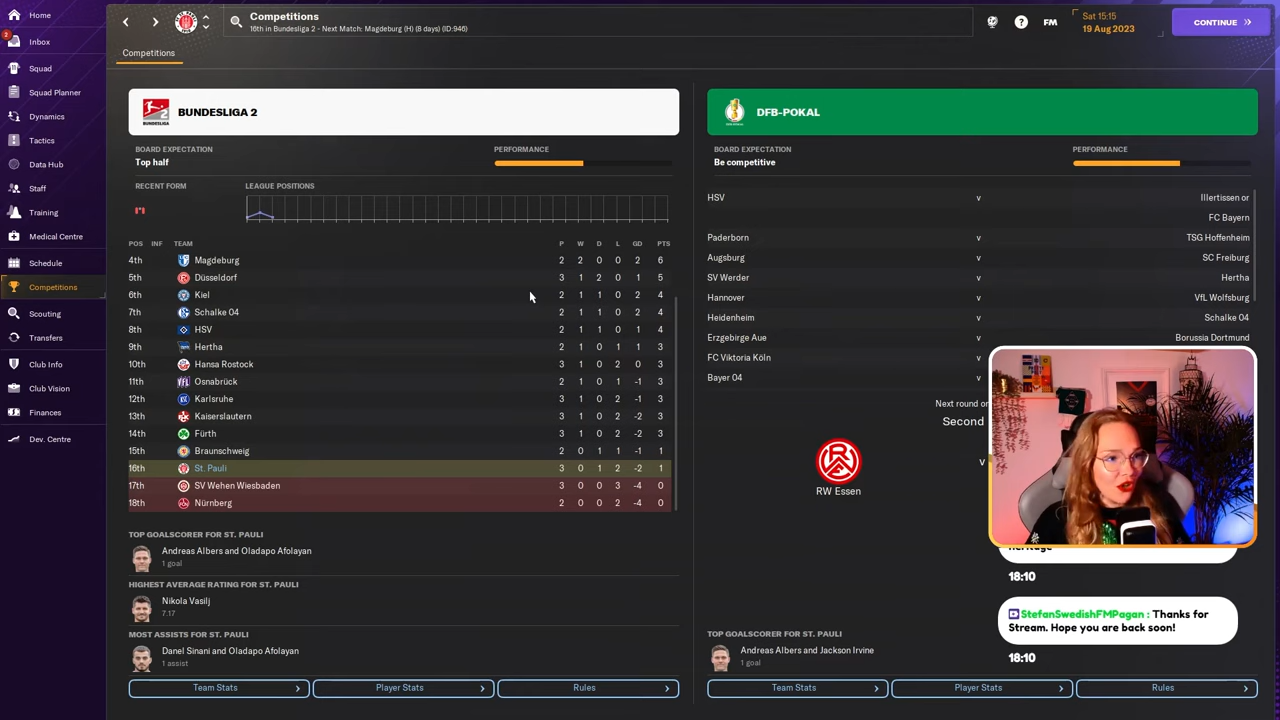 Home
Competitions
16th in Bundesliga 2 - Next Match: Magdeburg (H) (8 days) (ID:946)
FM
Sat 15:15
19 Aug 2023
CONTINUE
2
Inbox
Squad
Squad Planner
Dynamics
Tactics
Data Hub
Staff
Training
Medical Centre
Schedule
Competitions
Scouting
Transfers
Club Info
Club Vision
Finances
Dev. Centre
Competitions
BUNDESLIGA 2
BOARD EXPECTATION
Top half
PERFORMANCE
RECENT FORM
LEAGUE POSITIONS
POS INF TEAM P W D L GD PTS
4th Magdeburg 2 2 0 0 2 6
5th Düsseldorf 3 1 2 0 1 5
6th Kiel 2 1 1 0 2 4
7th Schalke 04 2 1 1 0 2 4
8th HSV 2 1 1 0 1 4
9th Hertha 2 1 0 1 1 3
10th Hansa Rostock 3 1 0 2 0 3
11th Osnabrück 2 1 0 1 -1 3
12th Karlsruhe 3 1 0 2 -1 3
13th Kaiserslautern 3 1 0 2 -2 3
14th Fürth 3 1 0 2 -2 3
15th Braunschweig 2 0 1 1 -1 1
16th St. Pauli 3 0 1 2 -2 1
17th SV Wehen Wiesbaden 3 0 0 3 -4 0
18th Nürnberg 2 0 0 2 -4 0
TOP GOALSCORER FOR ST. PAULI
Andreas Albers and Oladapo Afolayan
1 goal
HIGHEST AVERAGE RATING FOR ST. PAULI
Nikola Vasilj
7.17
MOST ASSISTS FOR ST. PAULI
Danel Sinani and Oladapo Afolayan
1 assist
Team Stats
Player Stats
Rules
DFB-POKAL
BOARD EXPECTATION
Be competitive
PERFORMANCE
HSV v Illertissen or
FC Bayern
Paderborn v TSG Hoffenheim
Augsburg v SC Freiburg
SV Werder v Hertha
Hannover v VfL Wolfsburg
Heidenheim v Schalke 04
Erzgebirge Aue v Borussia Dortmund
FC Viktoria Köln v
Bayer 04 v
Next round on
Second
v
RW Essen
TOP GOALSCORER FOR ST. PAULI
Andreas Albers and Jackson Irvine
1 goal
Team Stats
Player Stats
Rules
heritage
18:10
StefanSwedishFMPagan : Thanks for
Stream. Hope you are back soon!
18:10